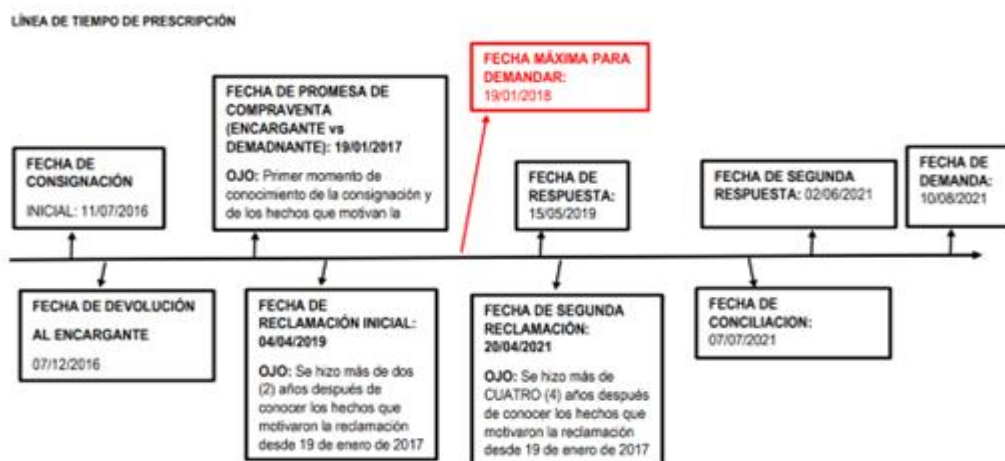 LÍNEA DE TIEMPO DE PRESCRIPCIÓN
FECHA DE
CONSIGNACIÓN
INICIAL: 11/07/2016
FECHA DE PROMESA DE
COMPRAVENTA
(ENCARGANTE vs
DEMADNANTE): 19/01/2017
OJO: Primer momento de
conocimiento de la consignación y
de los hechos que motivan la
FECHA MÁXIMA PARA
DEMANDAR:
19/01/2018
FECHA DE
RESPUESTA:
15/05/2019
FECHA DE SEGUNDA
RESPUESTA: 02/06/2021
FECHA DE
DEMANDA:
10/08/2021
FECHA DE DEVOLUCIÓN
AL ENCARGANTE
07/12/2016
FECHA DE
RECLAMACIÓN INICIAL:
04/04/2019
OJO: Se hizo más de dos
(2) años después de
conocer los hechos que
motivaron la reclamación
desde 19 de enero de 2017
FECHA DE SEGUNDA
RECLAMACIÓN:
20/04/2021
OJO: Se hizo más de
CUATRO (4) años después
de conocer los hechos que
motivaron la reclamación
desde 19 de enero de 2017
FECHA DE
CONCILIACION:
07/07/2021